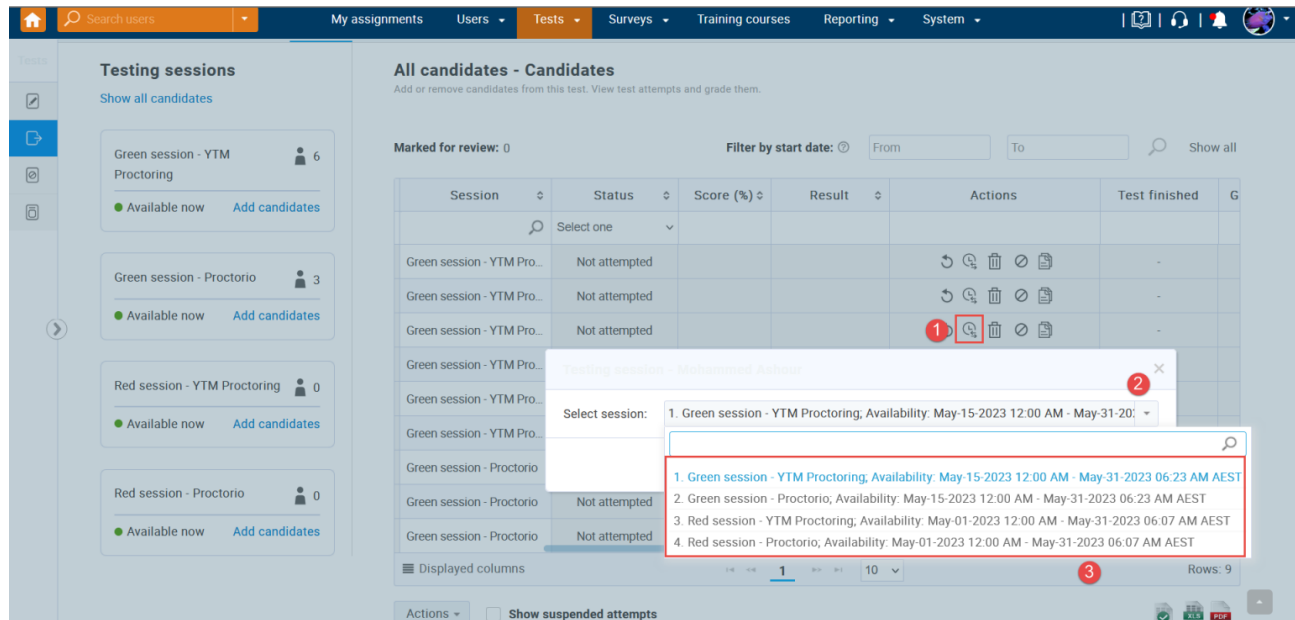 Search users
My assignments
Users
Tests
Surveys
Training courses
Reporting
System
Tests
Testing sessions
Show all candidates
Green session - YTM
Proctoring
6
Available now
Add candidates
Green session - Proctorio
3
Available now
Add candidates
Red session - YTM Proctoring
0
Available now
Add candidates
Red session - Proctorio
0
Available now
Add candidates
All candidates - Candidates
Add or remove candidates from this test. View test attempts and grade them.
Marked for review: 0
Filter by start date:
From
To
Show all
Session
Status
Score (%)
Result
Actions
Test finished
G
Select one
Green session - YTM Pro...
Not attempted
-
Green session - YTM Pro...
Not attempted
-
Green session - YTM Pro...
Not attempted
1
-
Green session - YTM Pro...
Green session - YTM Pro...
Green session - YTM Pro...
Green session - Proctorio
Green session - Proctorio
Not attempted
Green session - Proctorio
Not attempted
Testing session - Mohammed Ashour
2
Select session:
1. Green session - YTM Proctoring; Availability: May-15-2023 12:00 AM - May-31-20
1. Green session - YTM Proctoring; Availability: May-15-2023 12:00 AM - May-31-2023 06:23 AM AEST
2. Green session - Proctorio; Availability: May-15-2023 12:00 AM - May-31-2023 06:23 AM AEST
3. Red session - YTM Proctoring; Availability: May-01-2023 12:00 AM - May-31-2023 06:07 AM AEST
4. Red session - Proctorio; Availability: May-01-2023 12:00 AM - May-31-2023 06:07 AM AEST
3
Displayed columns
1
10
Rows: 9
Actions
Show suspended attempts
XLS
PDF